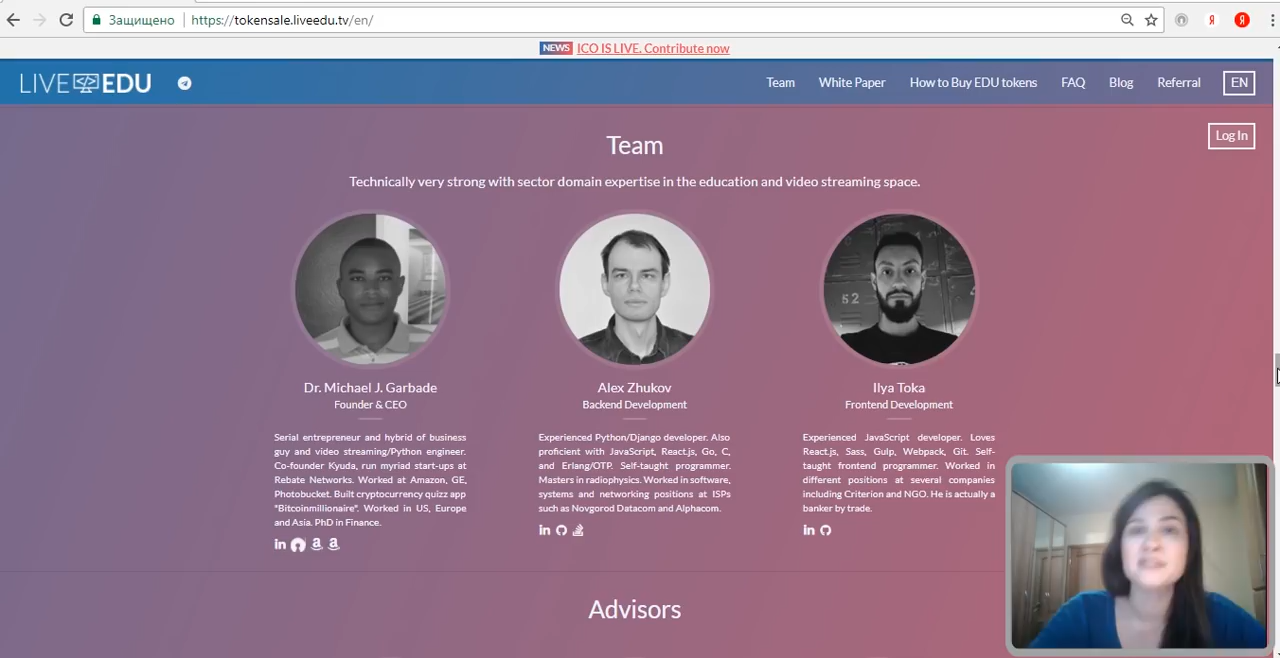 Защищено https://tokensale.liveedu.tv/en/
NEWS ICO IS LIVE. Contribute now
LIVE EDU Team White Paper How to Buy EDU tokens FAQ Blog Referral EN
Log In
Team
Technically very strong with sector domain expertise in the education and video streaming space.
52
Dr. Michael J. Garbade
Founder & CEO
Serial entrepreneur and hybrid of business
guy and video streaming/Python engineer.
Co-founder Kyuda, run myriad start-ups at
Rebate Networks. Worked at Amazon, GE,
Photobucket. Built cryptocurrency quizz app
"Bitcoinmillionaire". Worked in US, Europe
and Asia. PhD in Finance.
Alex Zhukov
Backend Development
Experienced Python/Django developer. Also
proficient with JavaScript, React.js, Go, C,
and Erlang/OTP. Self-taught programmer.
Masters in radiophysics. Worked in software,
systems and networking positions at ISPs
such as Novgorod Datacom and Alphacom.
Ilya Toka
Frontend Development
Experienced JavaScript developer. Loves
React.js, Sass, Gulp, Webpack, Git. Self-
taught frontend programmer. Worked in
different positions at several companies
including Criterion and NGO. He is actually a
banker by trade.
Advisors